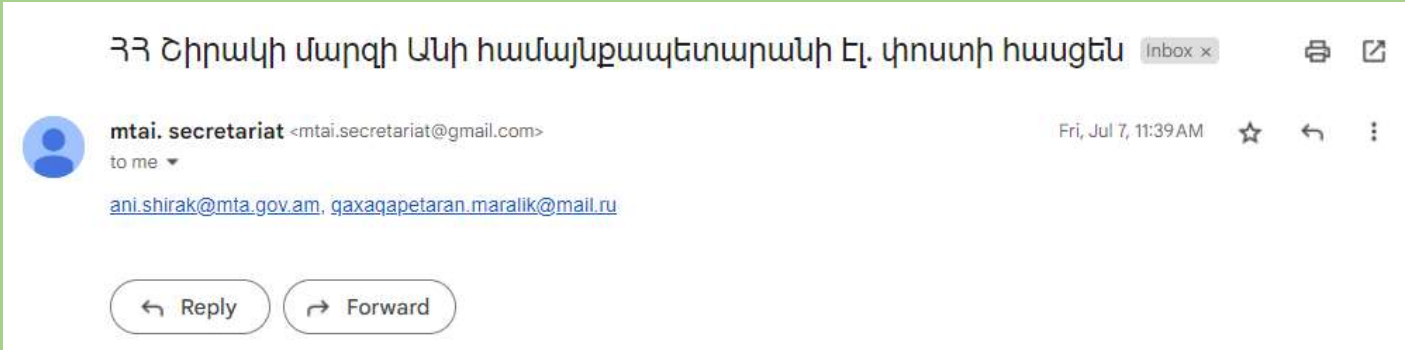 ՀՀ Շիրակի մարզի Անի համայնքապետարանի էլ. փոստի հասցեն Inbox ×
mtai. secretariat <mtai.secretariat@gmail.com> Fri, Jul 7, 11:39 AM
to me
ani.shirak@mta.gov.am, qaxaqapetaran.maralik@mail.ru
Reply Forward